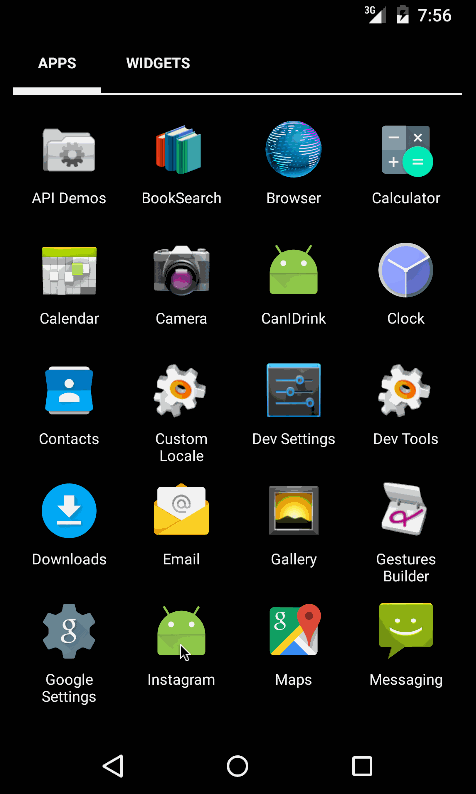 3G 7:56
APPS WIDGETS
API Demos BookSearch Browser Calculator
Calendar Camera CanIDrink Clock
Contacts Custom Locale Dev Settings Dev Tools
Downloads Email Gallery Gestures Builder
g g
Google Settings Instagram Maps Messaging